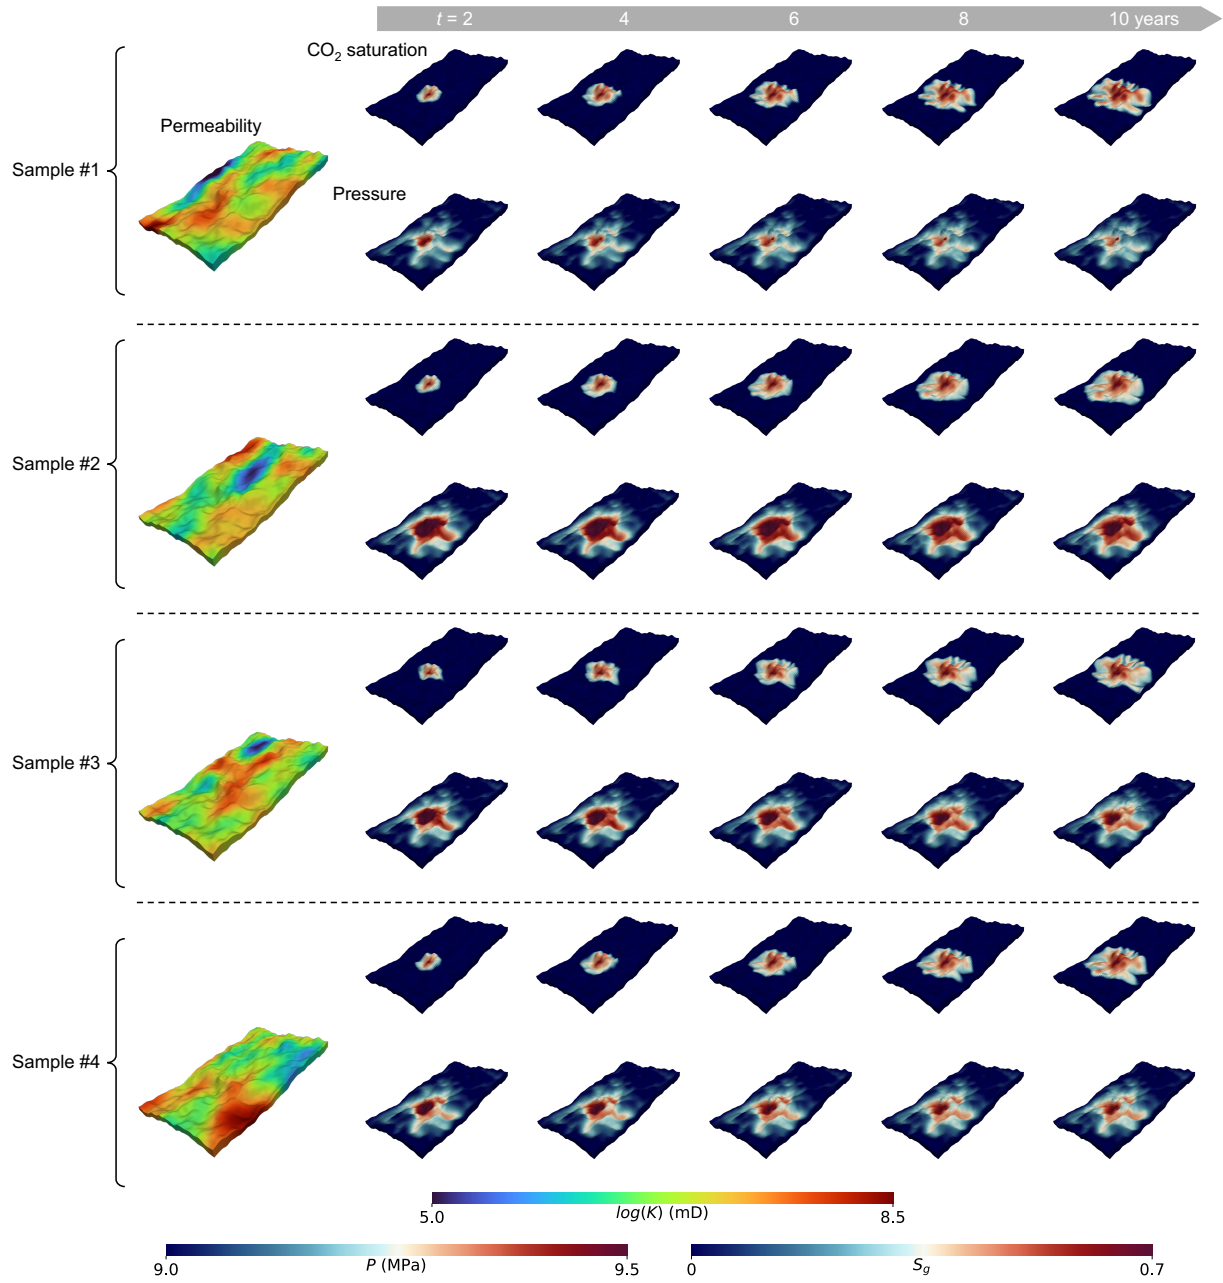 t = 2 4 6 8 10 years
CO2 saturation
Permeability
Sample #1
Pressure
Sample #2
Sample #3
Sample #4
5.0 log(K) (mD) 8.5
9.0 P (MPa) 9.5
0 Sg 0.7